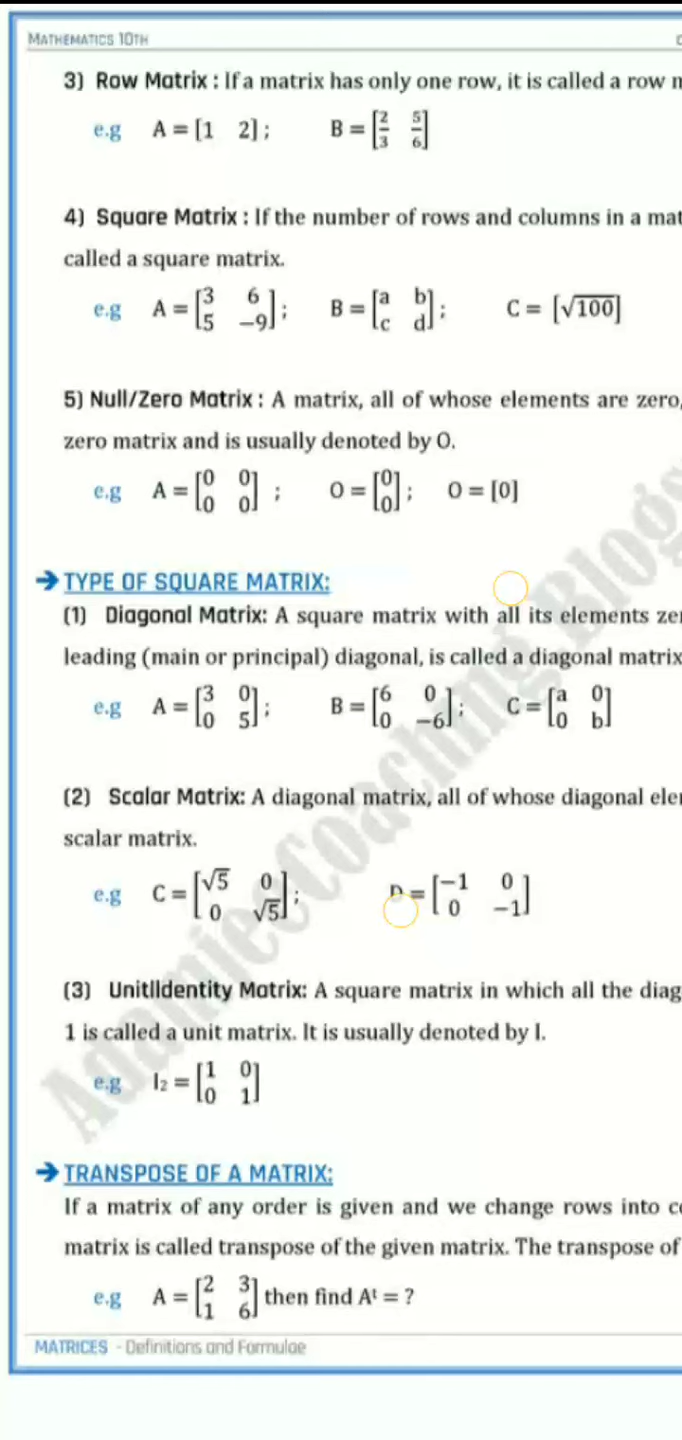 MATHEMATICS 10TH
3) Row Matrix : If a matrix has only one row, it is called a row
e.g A = [1 2] ; B = [2/3 5/6]
4) Square Matrix : If the number of rows and columns in a
called a square matrix.
e.g A = [3 6; 5 −9] ; B = [a b; c d] ; C = [√100]
5) Null/Zero Matrix : A matrix, all of whose elements are zero,
zero matrix and is usually denoted by O.
e.g A = [0 0; 0 0] ; O = [0; 0] ; O = [0]
➔ TYPE OF SQUARE MATRIX:
(1) Diagonal Matrix: A square matrix with all its elements
leading (main or principal) diagonal, is called a diagonal matrix
e.g A = [3 0; 0 5] ; B = [6 0; 0 −6] ; C = [a 0; 0 b]
(2) Scalar Matrix: A diagonal matrix, all of whose diagonal
scalar matrix.
e.g C = [√5 0; 0 √5] ; D = [−1 0; 0 −1]
(3) UnitIIdentity Matrix: A square matrix in which all the
1 is called a unit matrix. It is usually denoted by I.
e.g I₂ = [1 0; 0 1]
➔ TRANSPOSE OF A MATRIX:
If a matrix of any order is given and we change rows into
matrix is called transpose of the given matrix. The transpose of
e.g A = [2 3; 1 6] then find Aᵗ = ?
MATRICES - Definitions and Formulae
AdamjeeCoaching Blogs